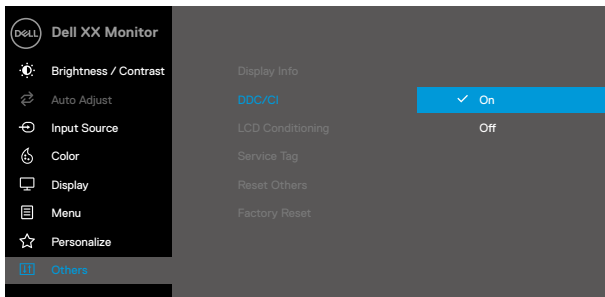 DELL
Dell XX Monitor
Brightness / Contrast
Auto Adjust
Input Source
Color
Display
Menu
Personalize
Others
Display Info
DDC/CI
LCD Conditioning
Service Tag
Reset Others
Factory Reset
On
Off